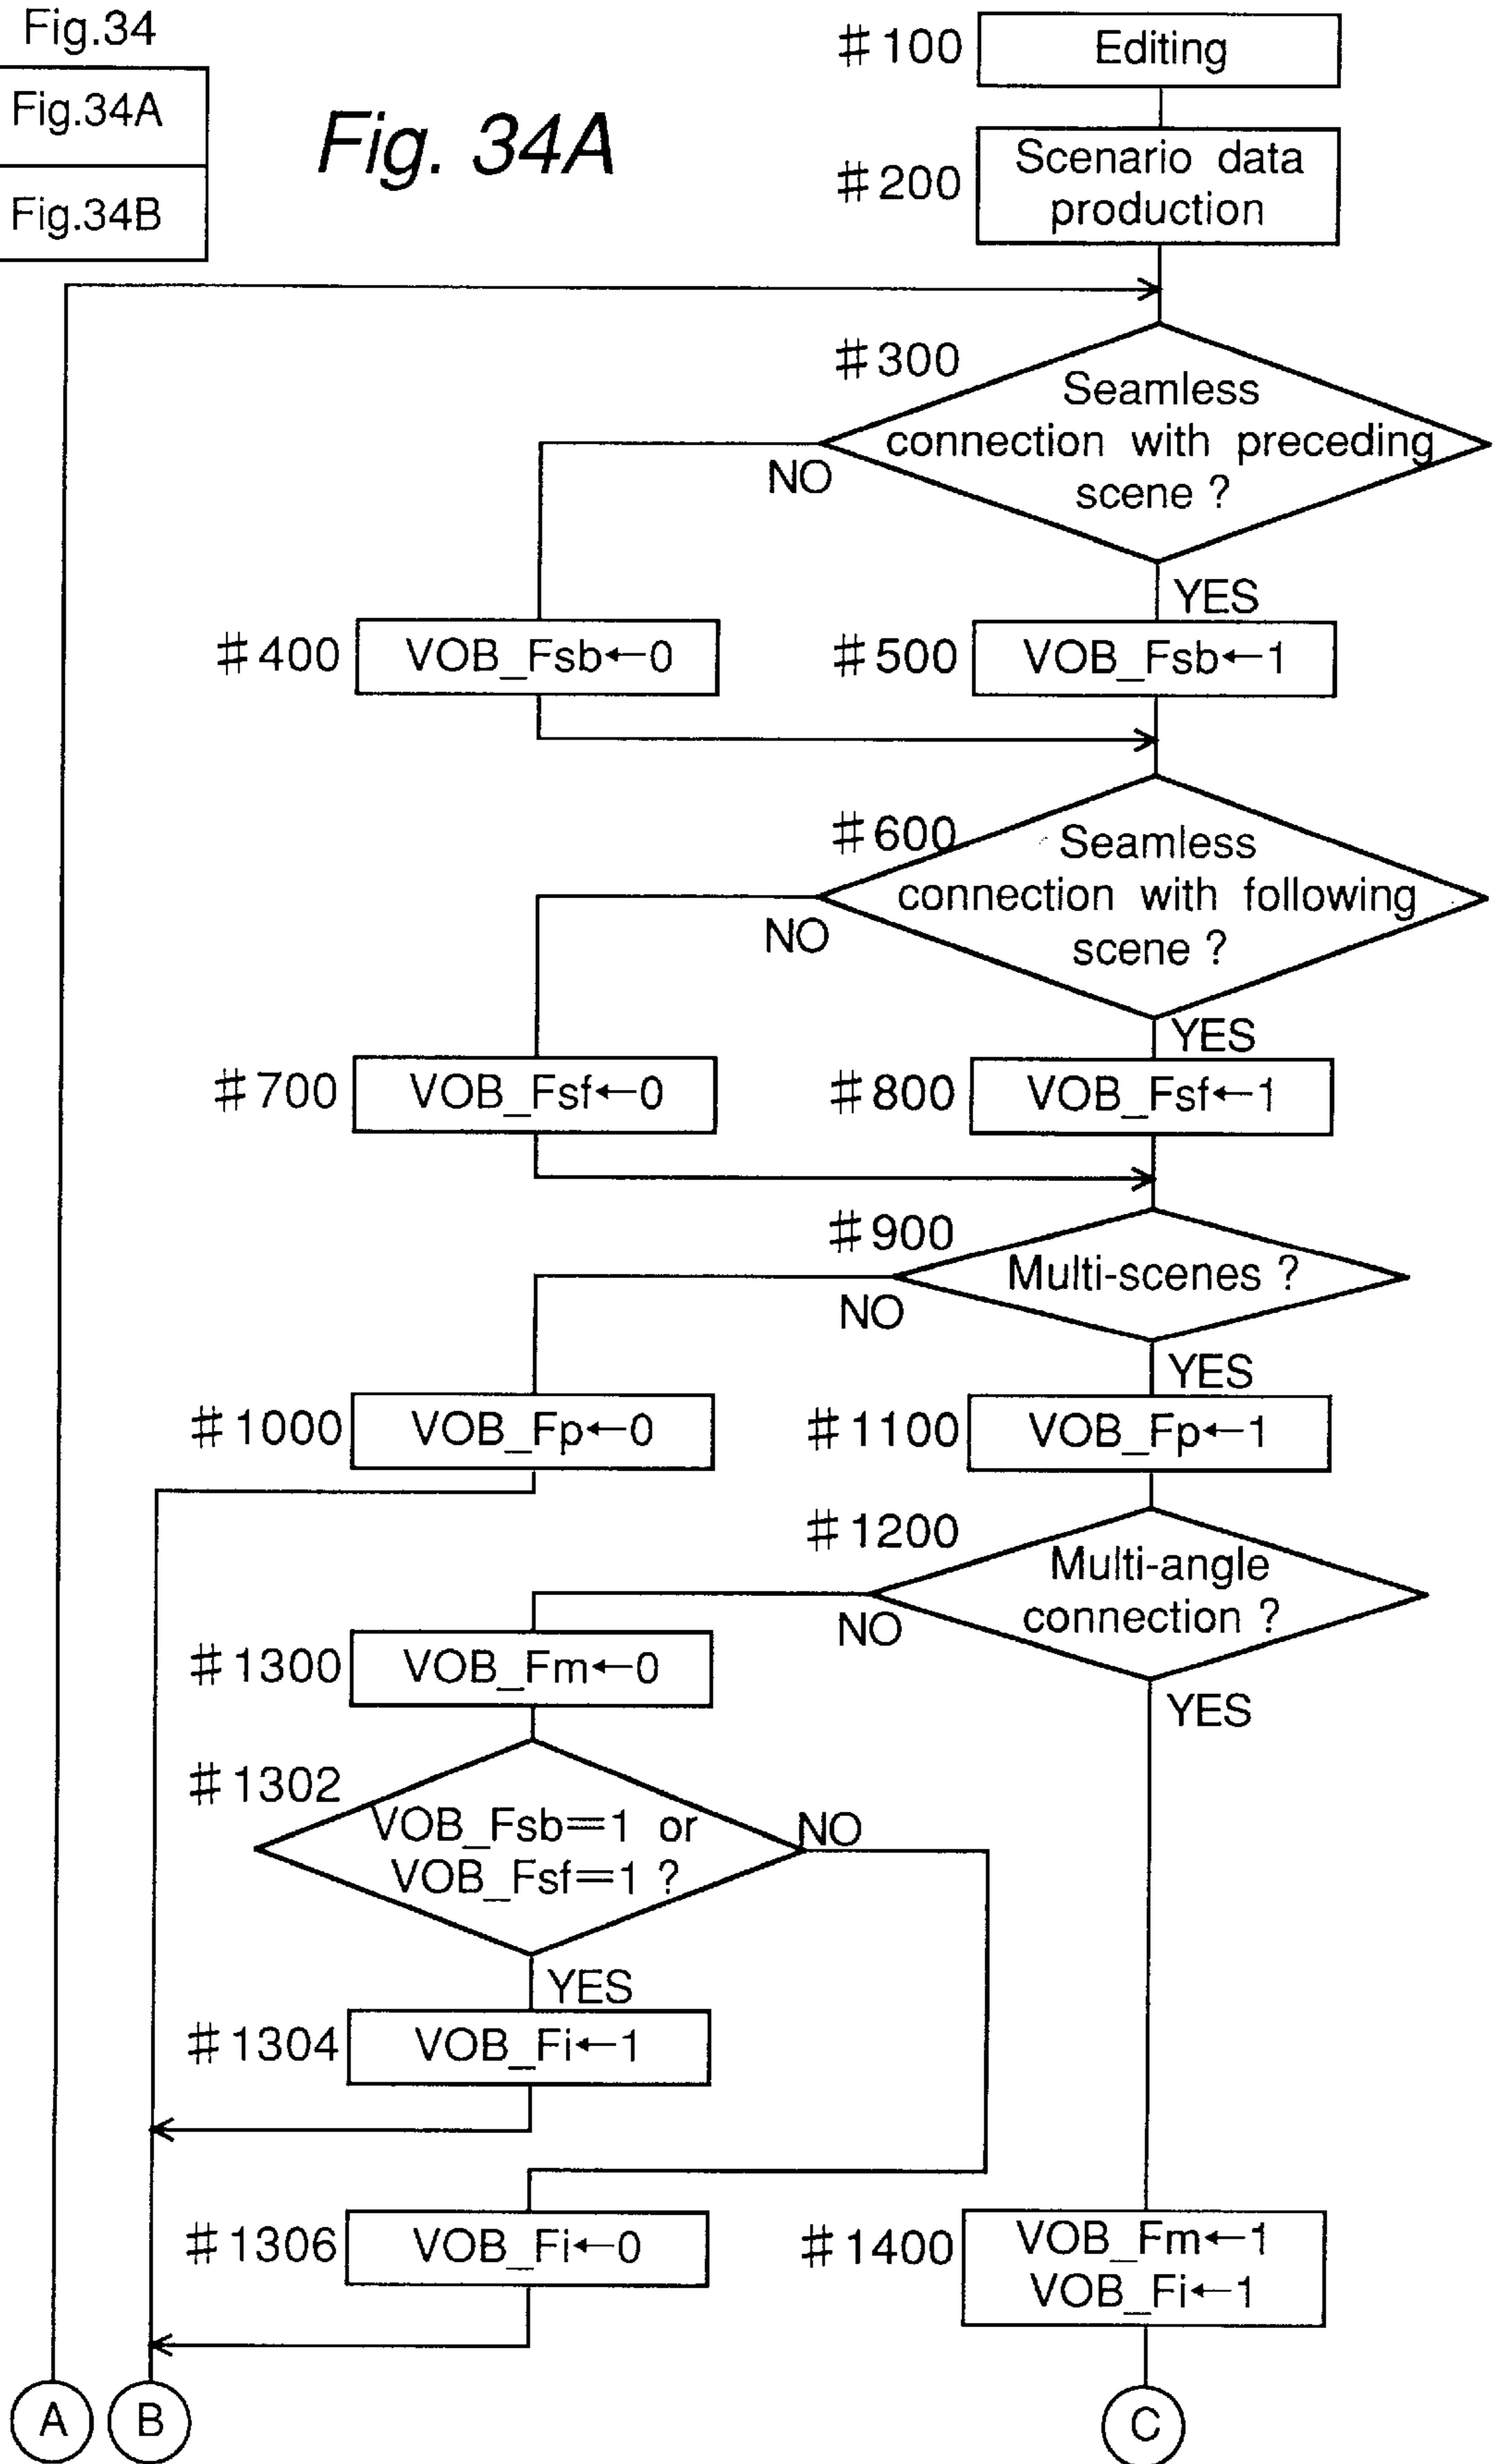 Fig.34
Fig.34A
Fig.34B
Fig. 34A
#100
Editing
#200
Scenario data
production
#300
Seamless
connection with preceding
scene ?
NO
YES
#400
VOB_Fsb←0
#500
VOB_Fsb←1
#600
Seamless
connection with following
scene ?
NO
YES
#700
VOB_Fsf←0
#800
VOB_Fsf←1
#900
Multi-scenes ?
NO
YES
#1000
VOB_Fp←0
#1100
VOB_Fp←1
#1200
Multi-angle
connection ?
NO
YES
#1300
VOB_Fm←0
#1302
VOB_Fsb=1 or
VOB_Fsf=1 ?
NO
YES
#1304
VOB_Fi←1
#1306
VOB_Fi←0
#1400
VOB_Fm←1
VOB_Fi←1
A
B
C